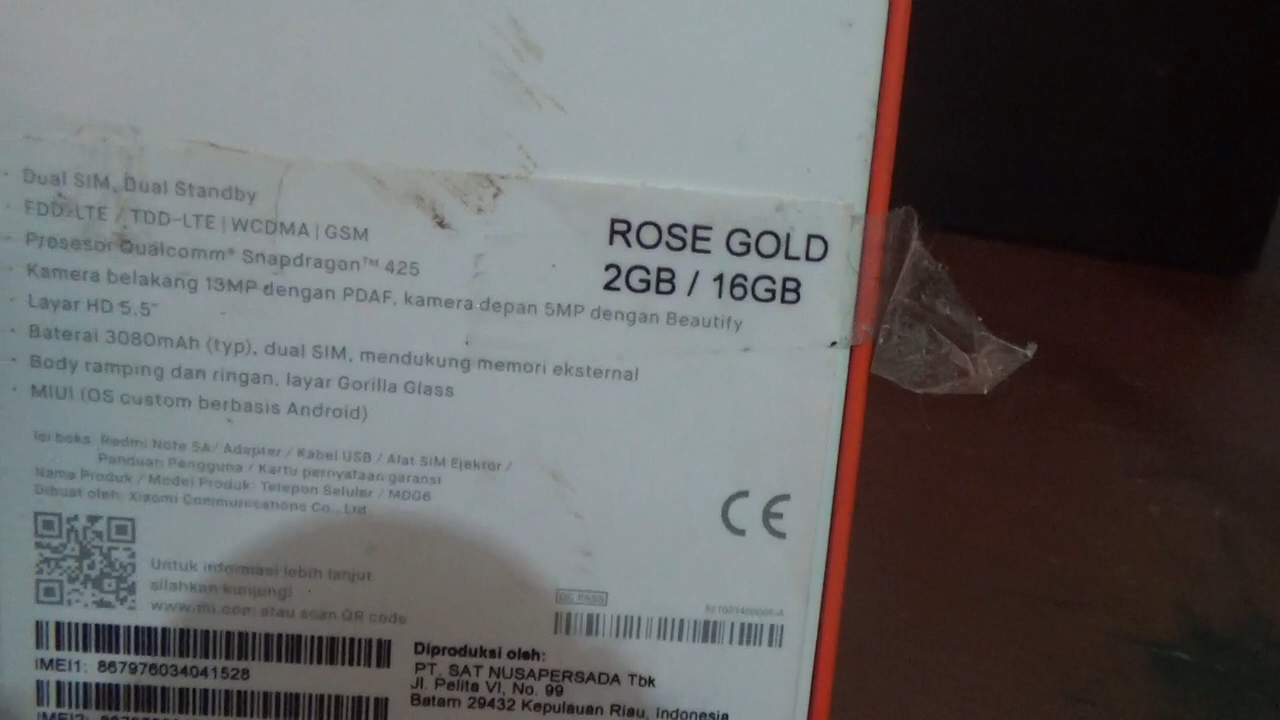 Dual SIM, Dual Standby
FDD-LTE / TDD-LTE | WCDMA | GSM
Prosesor Qualcomm® Snapdragon™ 425
Kamera belakang 13MP dengan PDAF, kamera depan 5MP dengan Beautify
Layar HD 5.5"
Baterai 3080mAh (typ), dual SIM, mendukung memori eksternal
Body ramping dan ringan, layar Gorilla Glass
MIUI (OS custom berbasis Android)
ROSE GOLD
2GB / 16GB
Isi boks: Redmi Note 5A / Adapter / Kabel USB / Alat SIM Ejektor /
Panduan Pengguna / Kartu pernyataan garansi
Nama Produk / Model Produk: Telepon Seluler / MDG6
Dibuat oleh: Xiaomi Communications Co., Ltd
CE
Untuk informasi lebih lanjut
silahkan kunjungi
www.mi.com atau scan QR code
QC PASS
IMEI1: 867976034041528
IMEI2:
Diproduksi oleh:
PT. SAT NUSAPERSADA Tbk
Jl. Pelita VI, No. 99
Batam 29432 Kepulauan Riau, Indonesia